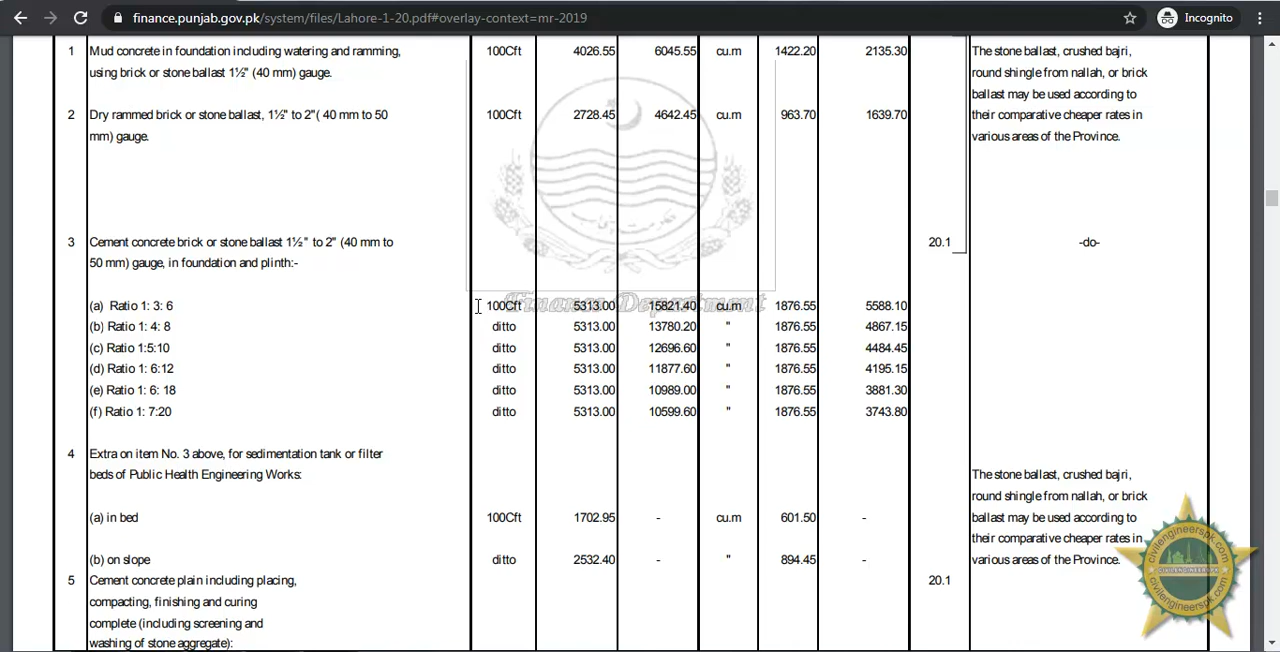 finance.punjab.gov.pk/system/files/Lahore-1-20.pdf#overlay-context=mr-2019 Incognito
1 Mud concrete in foundation including watering and ramming, 100Cft 4026.55 6045.55 cu.m 1422.20 2135.30 The stone ballast, crushed bajri,
using brick or stone ballast 1½" (40 mm) gauge. round shingle from nallah, or brick
ballast may be used according to
2 Dry rammed brick or stone ballast, 1½" to 2"( 40 mm to 50 100Cft 2728.45 4642.45 cu.m 963.70 1639.70 their comparative cheaper rates in
mm) gauge. various areas of the Province.
3 Cement concrete brick or stone ballast 1½ " to 2" (40 mm to 20.1 -do-
50 mm) gauge, in foundation and plinth:-
Finance Department
(a) Ratio 1: 3: 6 100Cft 5313.00 15821.40 cu.m 1876.55 5588.10
(b) Ratio 1: 4: 8 ditto 5313.00 13780.20 " 1876.55 4867.15
(c) Ratio 1:5:10 ditto 5313.00 12696.60 " 1876.55 4484.45
(d) Ratio 1: 6:12 ditto 5313.00 11877.60 " 1876.55 4195.15
(e) Ratio 1: 6: 18 ditto 5313.00 10989.00 " 1876.55 3881.30
(f) Ratio 1: 7:20 ditto 5313.00 10599.60 " 1876.55 3743.80
4 Extra on item No. 3 above, for sedimentation tank or filter
beds of Public Health Engineering Works: The stone ballast, crushed bajri,
round shingle from nallah, or brick
(a) in bed 100Cft 1702.95 - cu.m 601.50 - ballast may be used according to
their comparative cheaper rates in
(b) on slope ditto 2532.40 - " 894.45 - various areas of the Province.
5 Cement concrete plain including placing, 20.1
compacting, finishing and curing
complete (including screening and
washing of stone aggregate):
civilengineerspk.com
CIVILENGINEERSPK
civilengineerspk.com